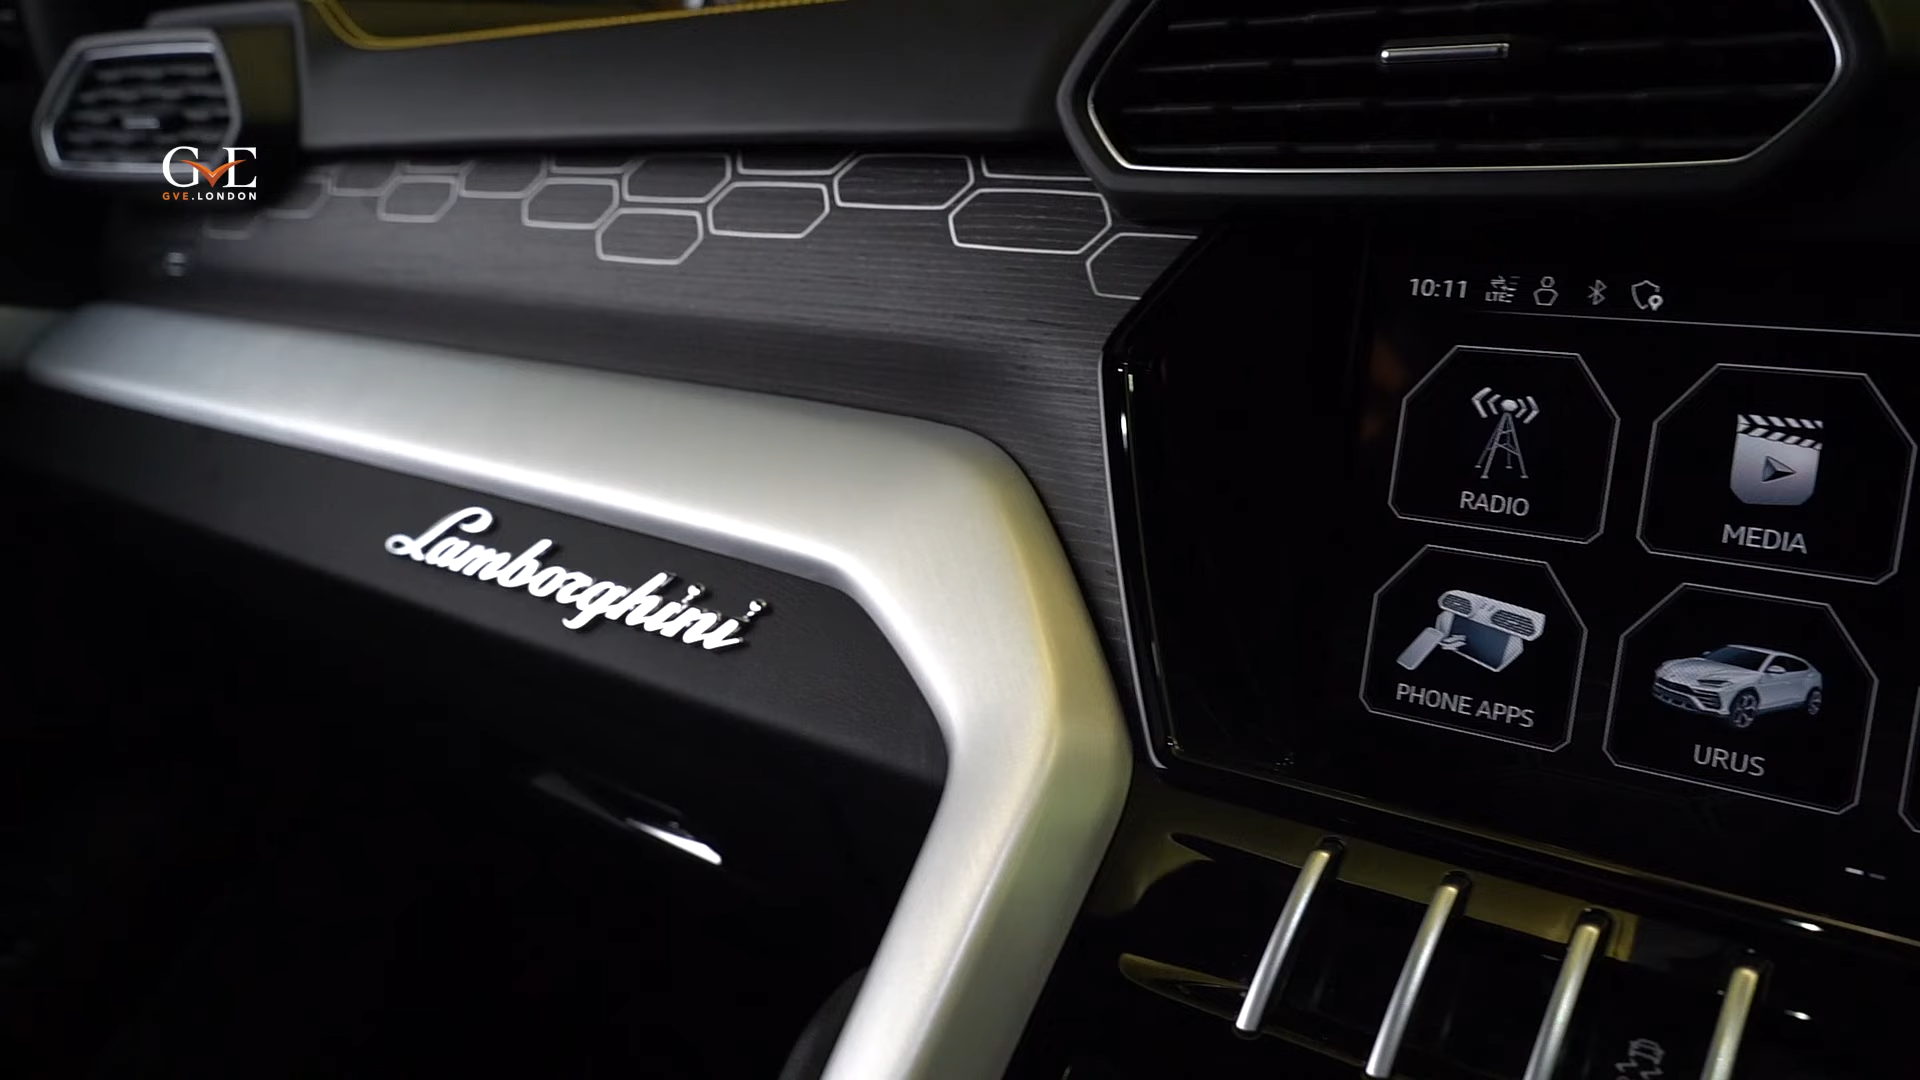 GVE
GVE.LONDON
10:11 LTE
RADIO
MEDIA
Lamborghini
PHONE APPS
URUS